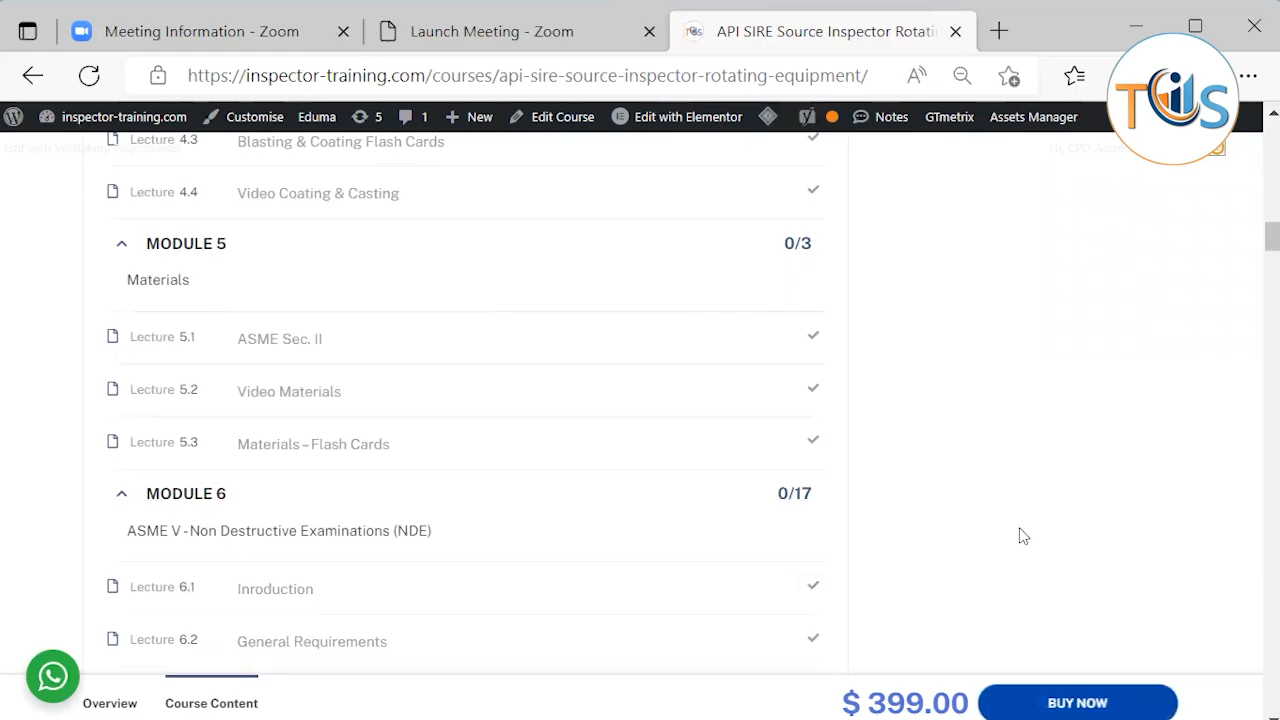 Meeting Information - Zoom
Launch Meeting - Zoom
API SIRE Source Inspector Rotati
https://inspector-training.com/courses/api-sire-source-inspector-rotating-equipment/
inspector-training.com Customise Eduma 5 1 New Edit Course Edit with Elementor Notes GTmetrix Assets Manager
TIIS
Lecture 4.3 Blasting & Coating Flash Cards
Lecture 4.4 Video Coating & Casting
MODULE 5 0/3
Materials
Lecture 5.1 ASME Sec. II
Lecture 5.2 Video Materials
Lecture 5.3 Materials – Flash Cards
MODULE 6 0/17
ASME V - Non Destructive Examinations (NDE)
Lecture 6.1 Inroduction
Lecture 6.2 General Requirements
Overview Course Content $ 399.00 BUY NOW